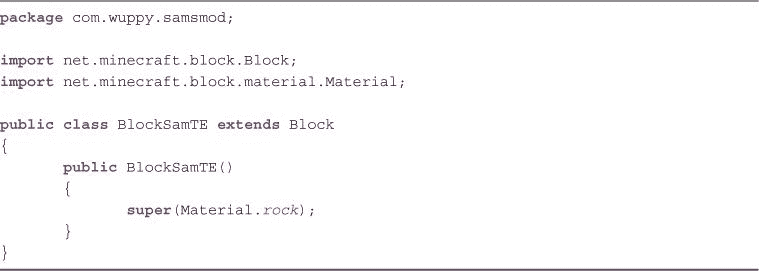 package com.wuppy.samsmod;
import net.minecraft.block.Block;
import net.minecraft.block.material.Material;
public class BlockSamTE extends Block
{
public BlockSamTE()
{
super(Material.rock);
}
}